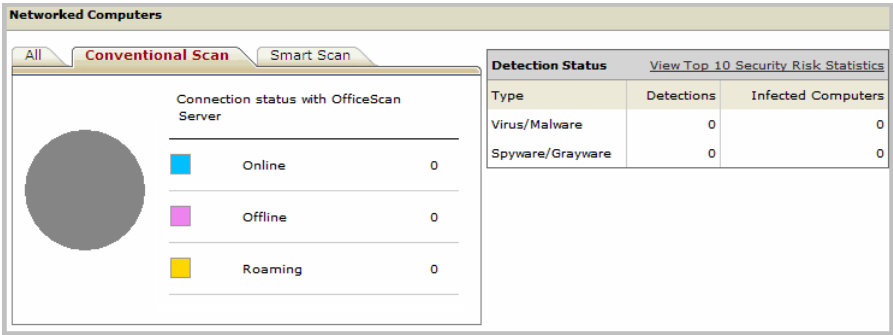 Networked Computers
All Conventional Scan Smart Scan
Connection status with OfficeScan
Server
Online 0
Offline 0
Roaming 0
Detection Status View Top 10 Security Risk Statistics
Type Detections Infected Computers
Virus/Malware 0 0
Spyware/Grayware 0 0